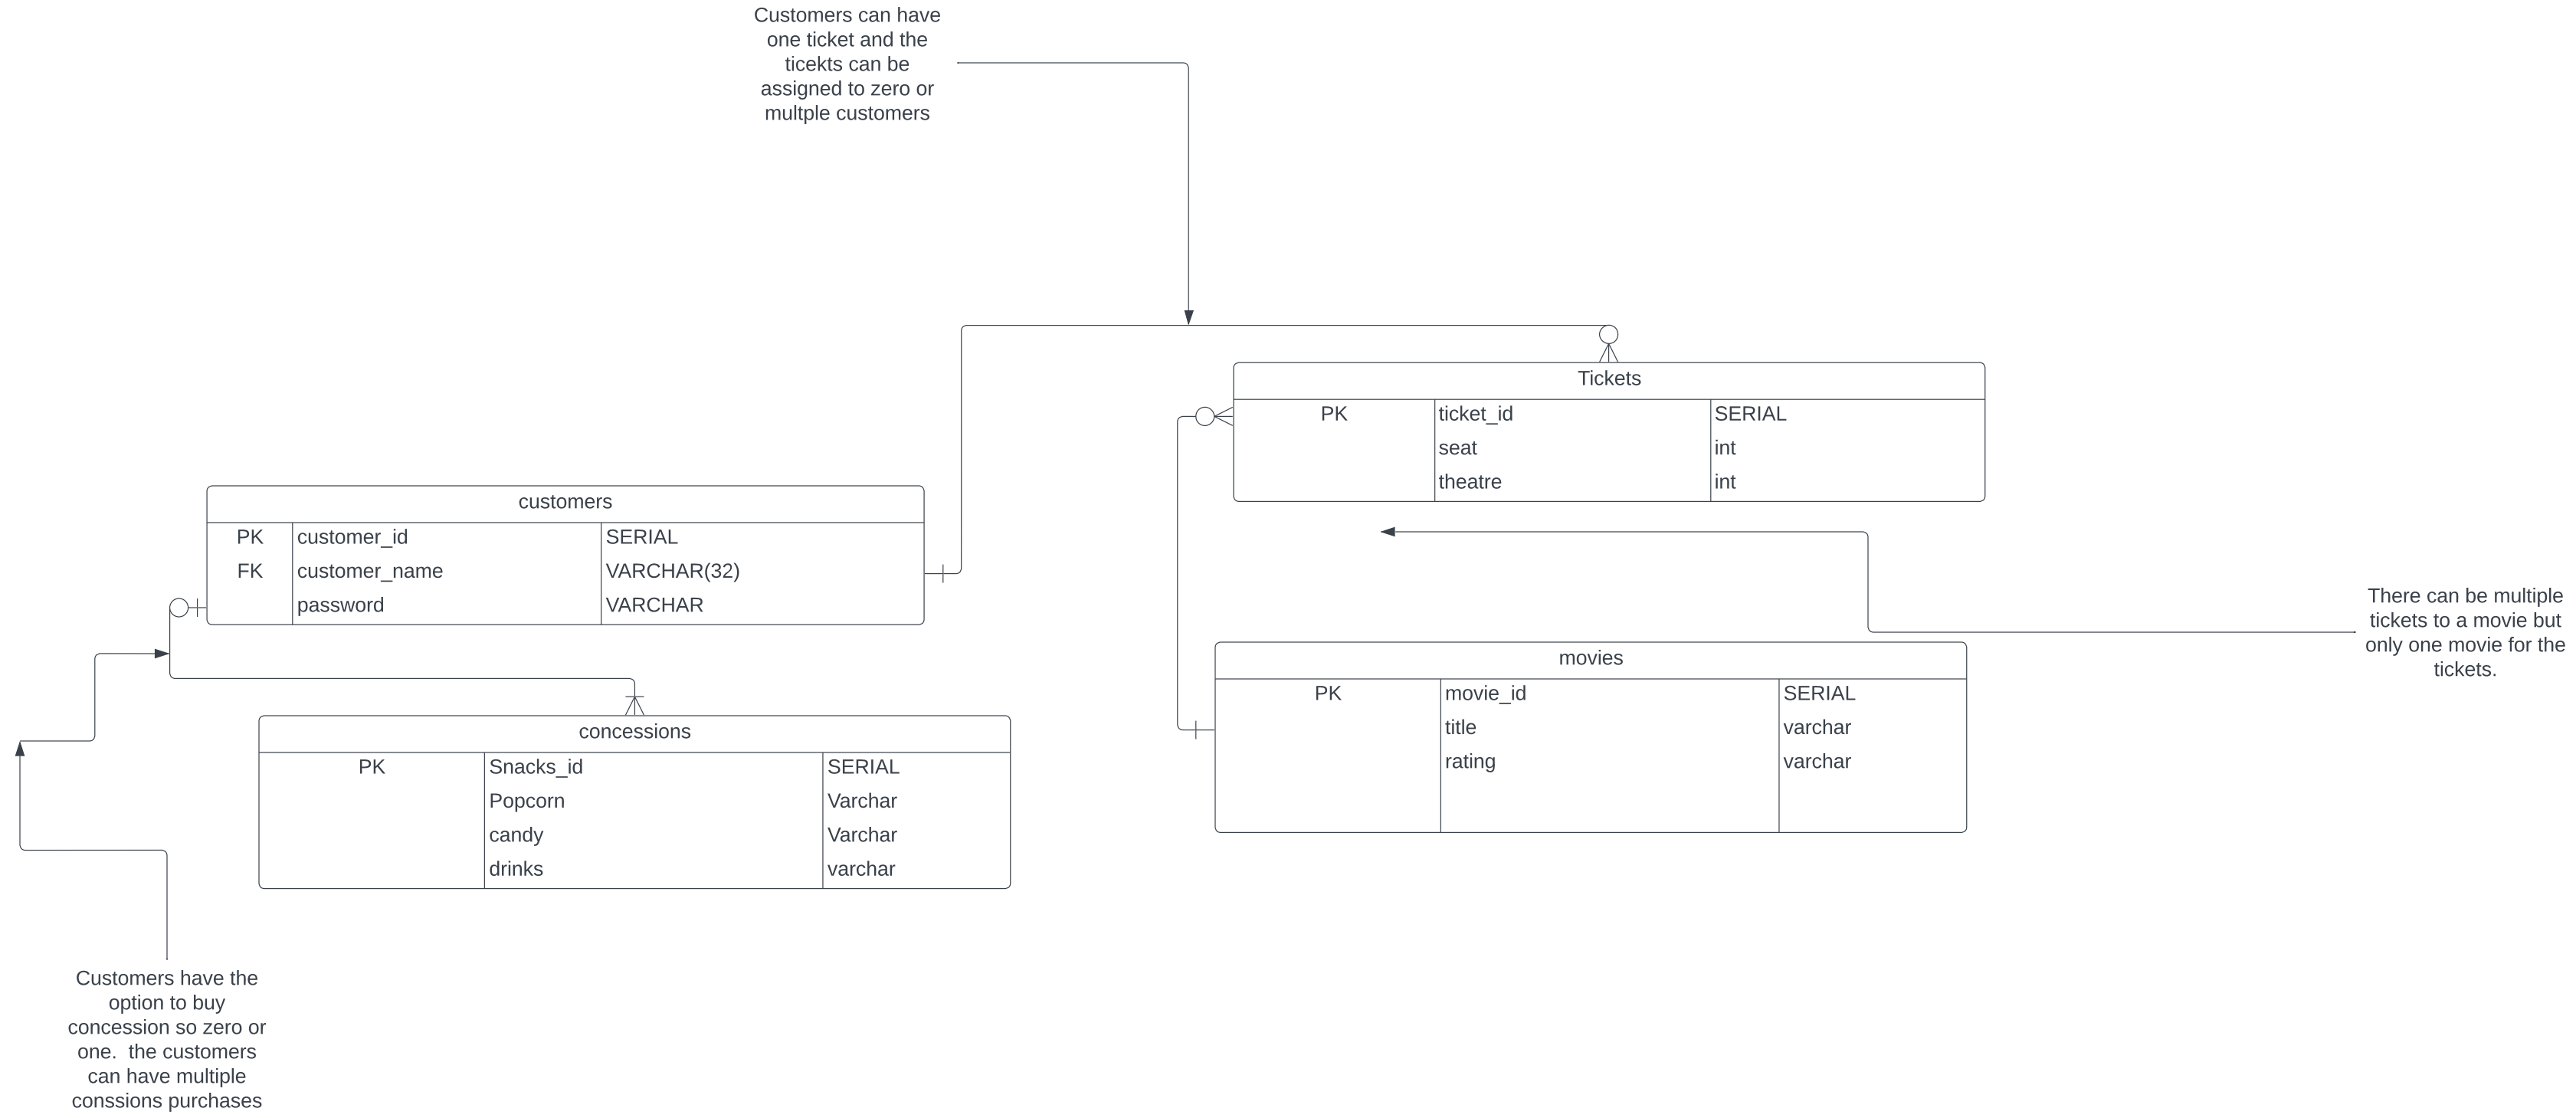 Customers can have
one ticket and the
ticekts can be
assigned to zero or
multple customers
Tickets
PK ticket_id SERIAL
seat int
theatre int
customers
PK customer_id SERIAL
FK customer_name VARCHAR(32)
password VARCHAR
There can be multiple
tickets to a movie but
only one movie for the
tickets.
movies
PK movie_id SERIAL
title varchar
rating varchar
concessions
PK Snacks_id SERIAL
Popcorn Varchar
candy Varchar
drinks varchar
Customers have the
option to buy
concession so zero or
one.  the customers
can have multiple
conssions purchases